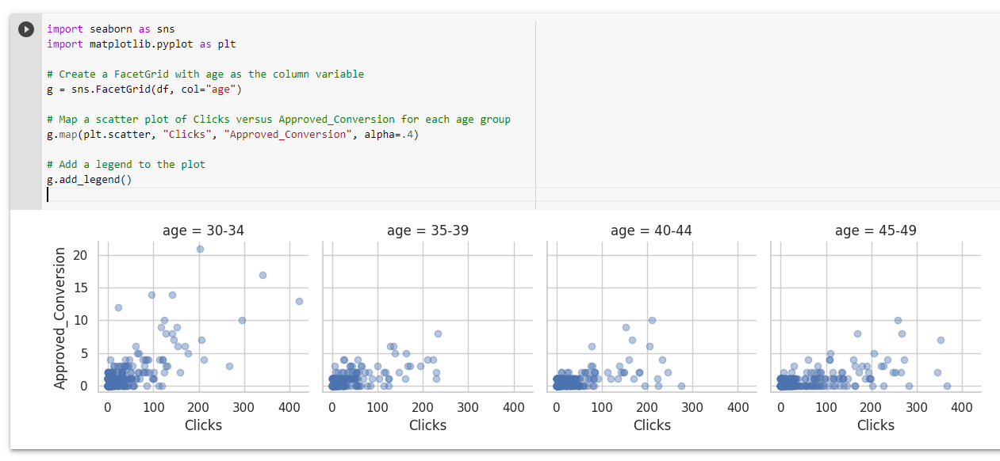 import seaborn as sns
import matplotlib.pyplot as plt
# Create a FacetGrid with age as the column variable
g = sns.FacetGrid(df, col="age")
# Map a scatter plot of Clicks versus Approved_Conversion for each age group
g.map(plt.scatter, "Clicks", "Approved_Conversion", alpha=.4)
# Add a legend to the plot
g.add_legend()
age = 30-34 age = 35-39 age = 40-44 age = 45-49
Approved_Conversion
20
15
10
5
0
0 100 200 300 400 0 100 200 300 400 0 100 200 300 400 0 100 200 300 400
Clicks Clicks Clicks Clicks